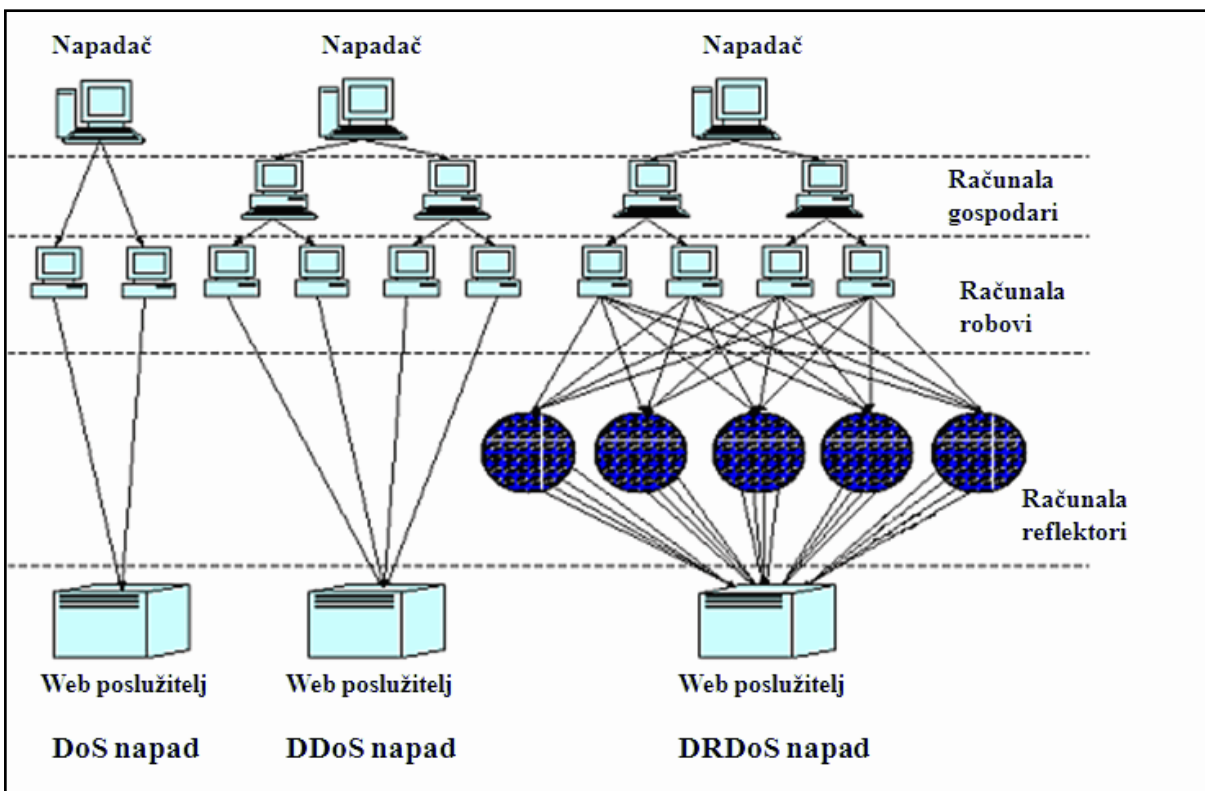 Napadač
Napadač
Napadač
Računala
gospodari
Računala
robovi
Računala
reflektori
Web poslužitelj
Web poslužitelj
Web poslužitelj
DoS napad
DDoS napad
DRDoS napad